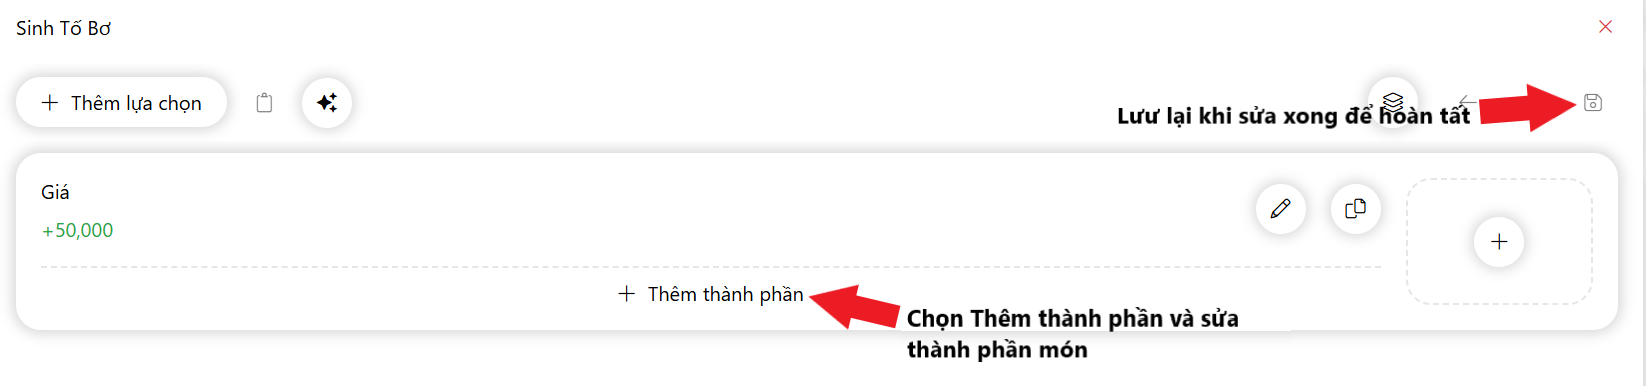 Sinh Tố Bơ
Thêm lựa chọn
Lưu lại khi sửa xong để hoàn tất
Giá
+50,000
Thêm thành phần
Chọn Thêm thành phần và sửa
thành phần món